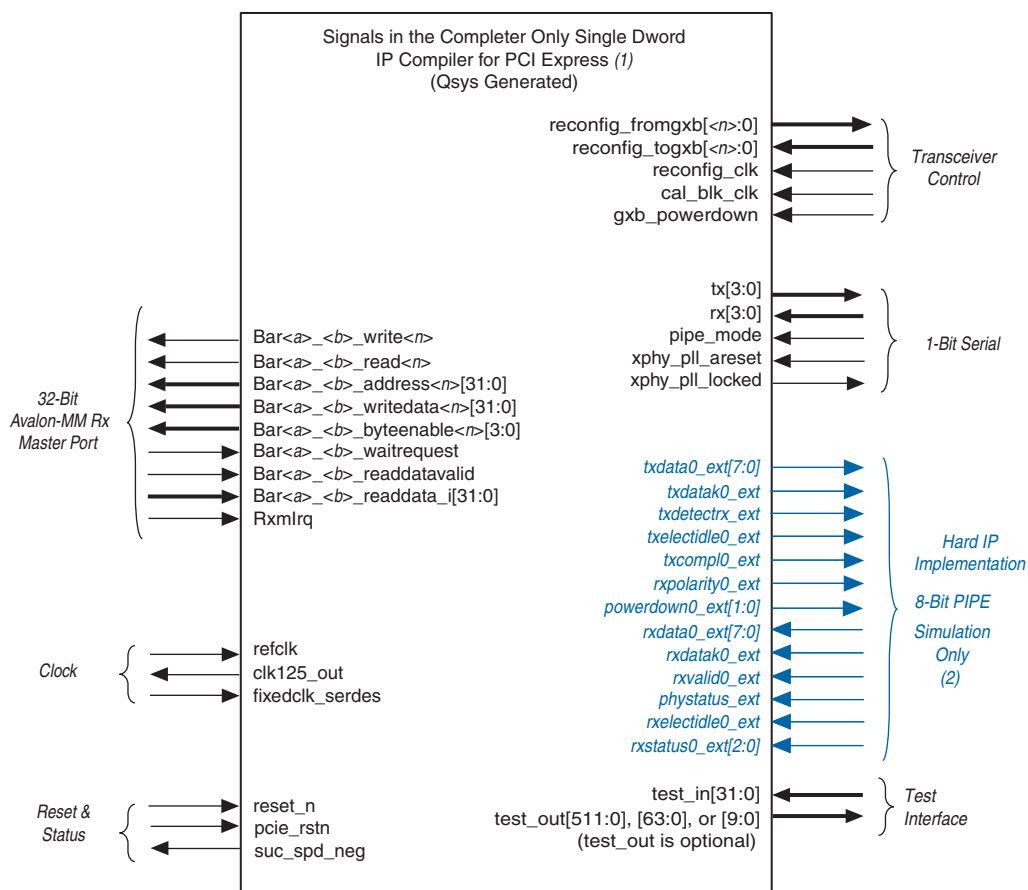 Signals in the Completer Only Single Dword
IP Compiler for PCI Express (1)
(Qsys Generated)
reconfig_fromgxb[<n>:0]
reconfig_togxb[<n>:0]
reconfig_clk
cal_blk_clk
gxb_powerdown
Transceiver
Control
tx[3:0]
rx[3:0]
pipe_mode
xphy_pll_areset
xphy_pll_locked
1-Bit Serial
32-Bit
Avalon-MM Rx
Master Port
Bar<a>_<b>_write<n>
Bar<a>_<b>_read<n>
Bar<a>_<b>_address<n>[31:0]
Bar<a>_<b>_writedata<n>[31:0]
Bar<a>_<b>_byteenable<n>[3:0]
Bar<a>_<b>_waitrequest
Bar<a>_<b>_readdatavalid
Bar<a>_<b>_readdata_i[31:0]
RxmIrq
txdata0_ext[7:0]
txdatak0_ext
txdetectrx_ext
txelectidle0_ext
txcompl0_ext
rxpolarity0_ext
powerdown0_ext[1:0]
rxdata0_ext[7:0]
rxdatak0_ext
rxvalid0_ext
phystatus_ext
rxelectidle0_ext
rxstatus0_ext[2:0]
Hard IP
Implementation
8-Bit PIPE
Simulation
Only
(2)
Clock
refclk
clk125_out
fixedclk_serdes
Reset &
Status
reset_n
pcie_rstn
suc_spd_neg
test_in[31:0]
test_out[511:0], [63:0], or [9:0]
(test_out is optional)
Test
Interface